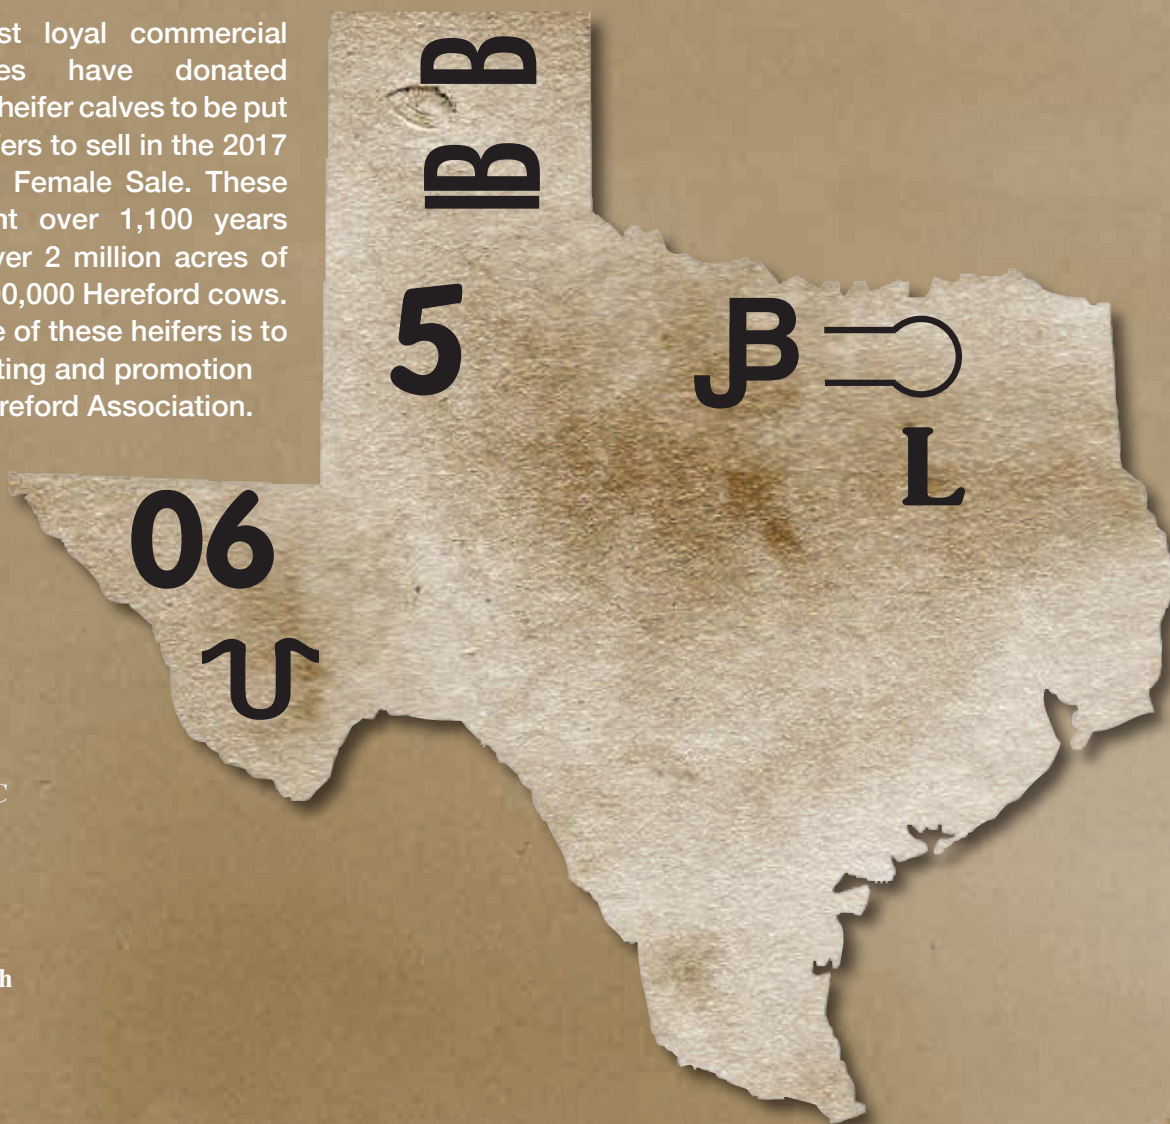 st loyal commercial
es have donated
heifer calves to be put
ers to sell in the 2017
Female Sale. These
nt over 1,100 years
ver 2 million acres of
0,000 Hereford cows.
e of these heifers is to
ting and promotion
reford Association.
B
IB
5
JB
L
06
U
C
h